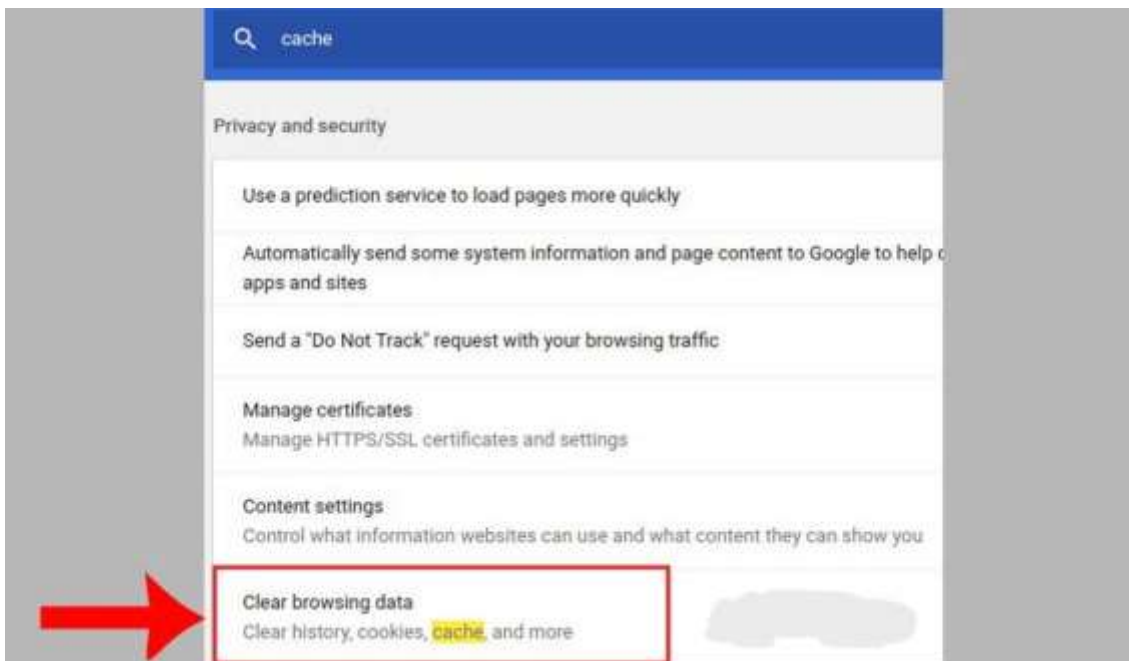 cache
Privacy and security
Use a prediction service to load pages more quickly
Automatically send some system information and page content to Google to help
apps and sites
Send a "Do Not Track" request with your browsing traffic
Manage certificates
Manage HTTPS/SSL certificates and settings
Content settings
Control what information websites can use and what content they can show you
Clear browsing data
Clear history, cookies, cache, and more